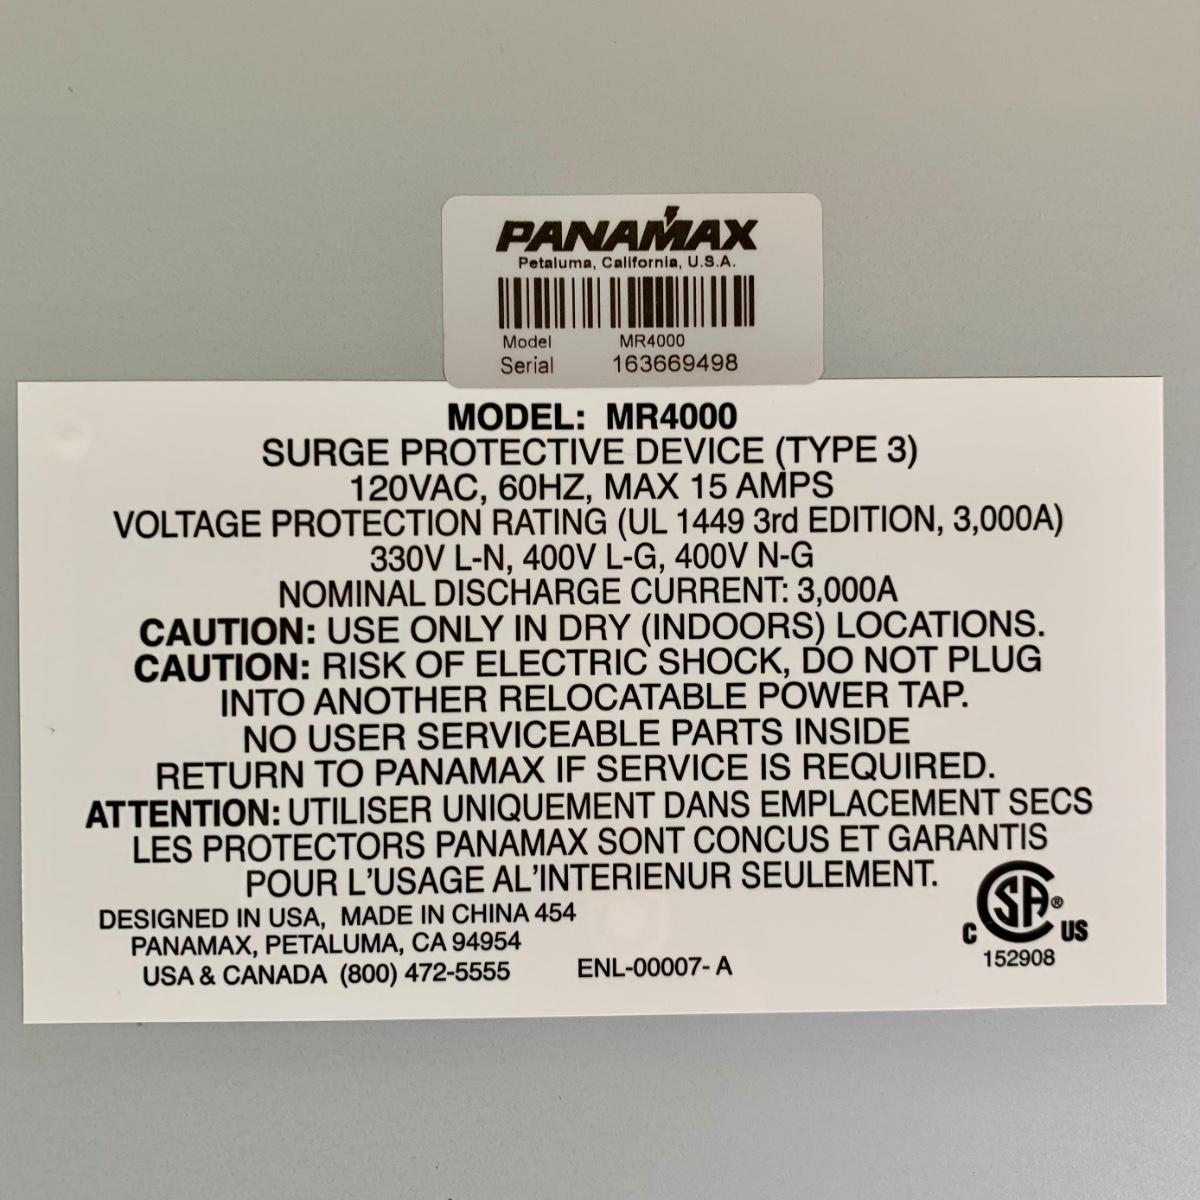 PANAMAX
Petaluma, California, U.S.A.
Model MR4000
Serial 163669498
MODEL: MR4000
SURGE PROTECTIVE DEVICE (TYPE 3)
120VAC, 60HZ, MAX 15 AMPS
VOLTAGE PROTECTION RATING (UL 1449 3rd EDITION, 3,000A)
330V L-N, 400V L-G, 400V N-G
NOMINAL DISCHARGE CURRENT: 3,000A
CAUTION: USE ONLY IN DRY (INDOORS) LOCATIONS.
CAUTION: RISK OF ELECTRIC SHOCK, DO NOT PLUG
INTO ANOTHER RELOCATABLE POWER TAP.
NO USER SERVICEABLE PARTS INSIDE
RETURN TO PANAMAX IF SERVICE IS REQUIRED.
ATTENTION: UTILISER UNIQUEMENT DANS EMPLACEMENT SECS
LES PROTECTORS PANAMAX SONT CONCUS ET GARANTIS
POUR L'USAGE AL'INTERIENUR SEULEMENT.
DESIGNED IN USA, MADE IN CHINA 454
PANAMAX, PETALUMA, CA 94954
USA & CANADA (800) 472-5555 ENL-00007- A
C SA® US
152908